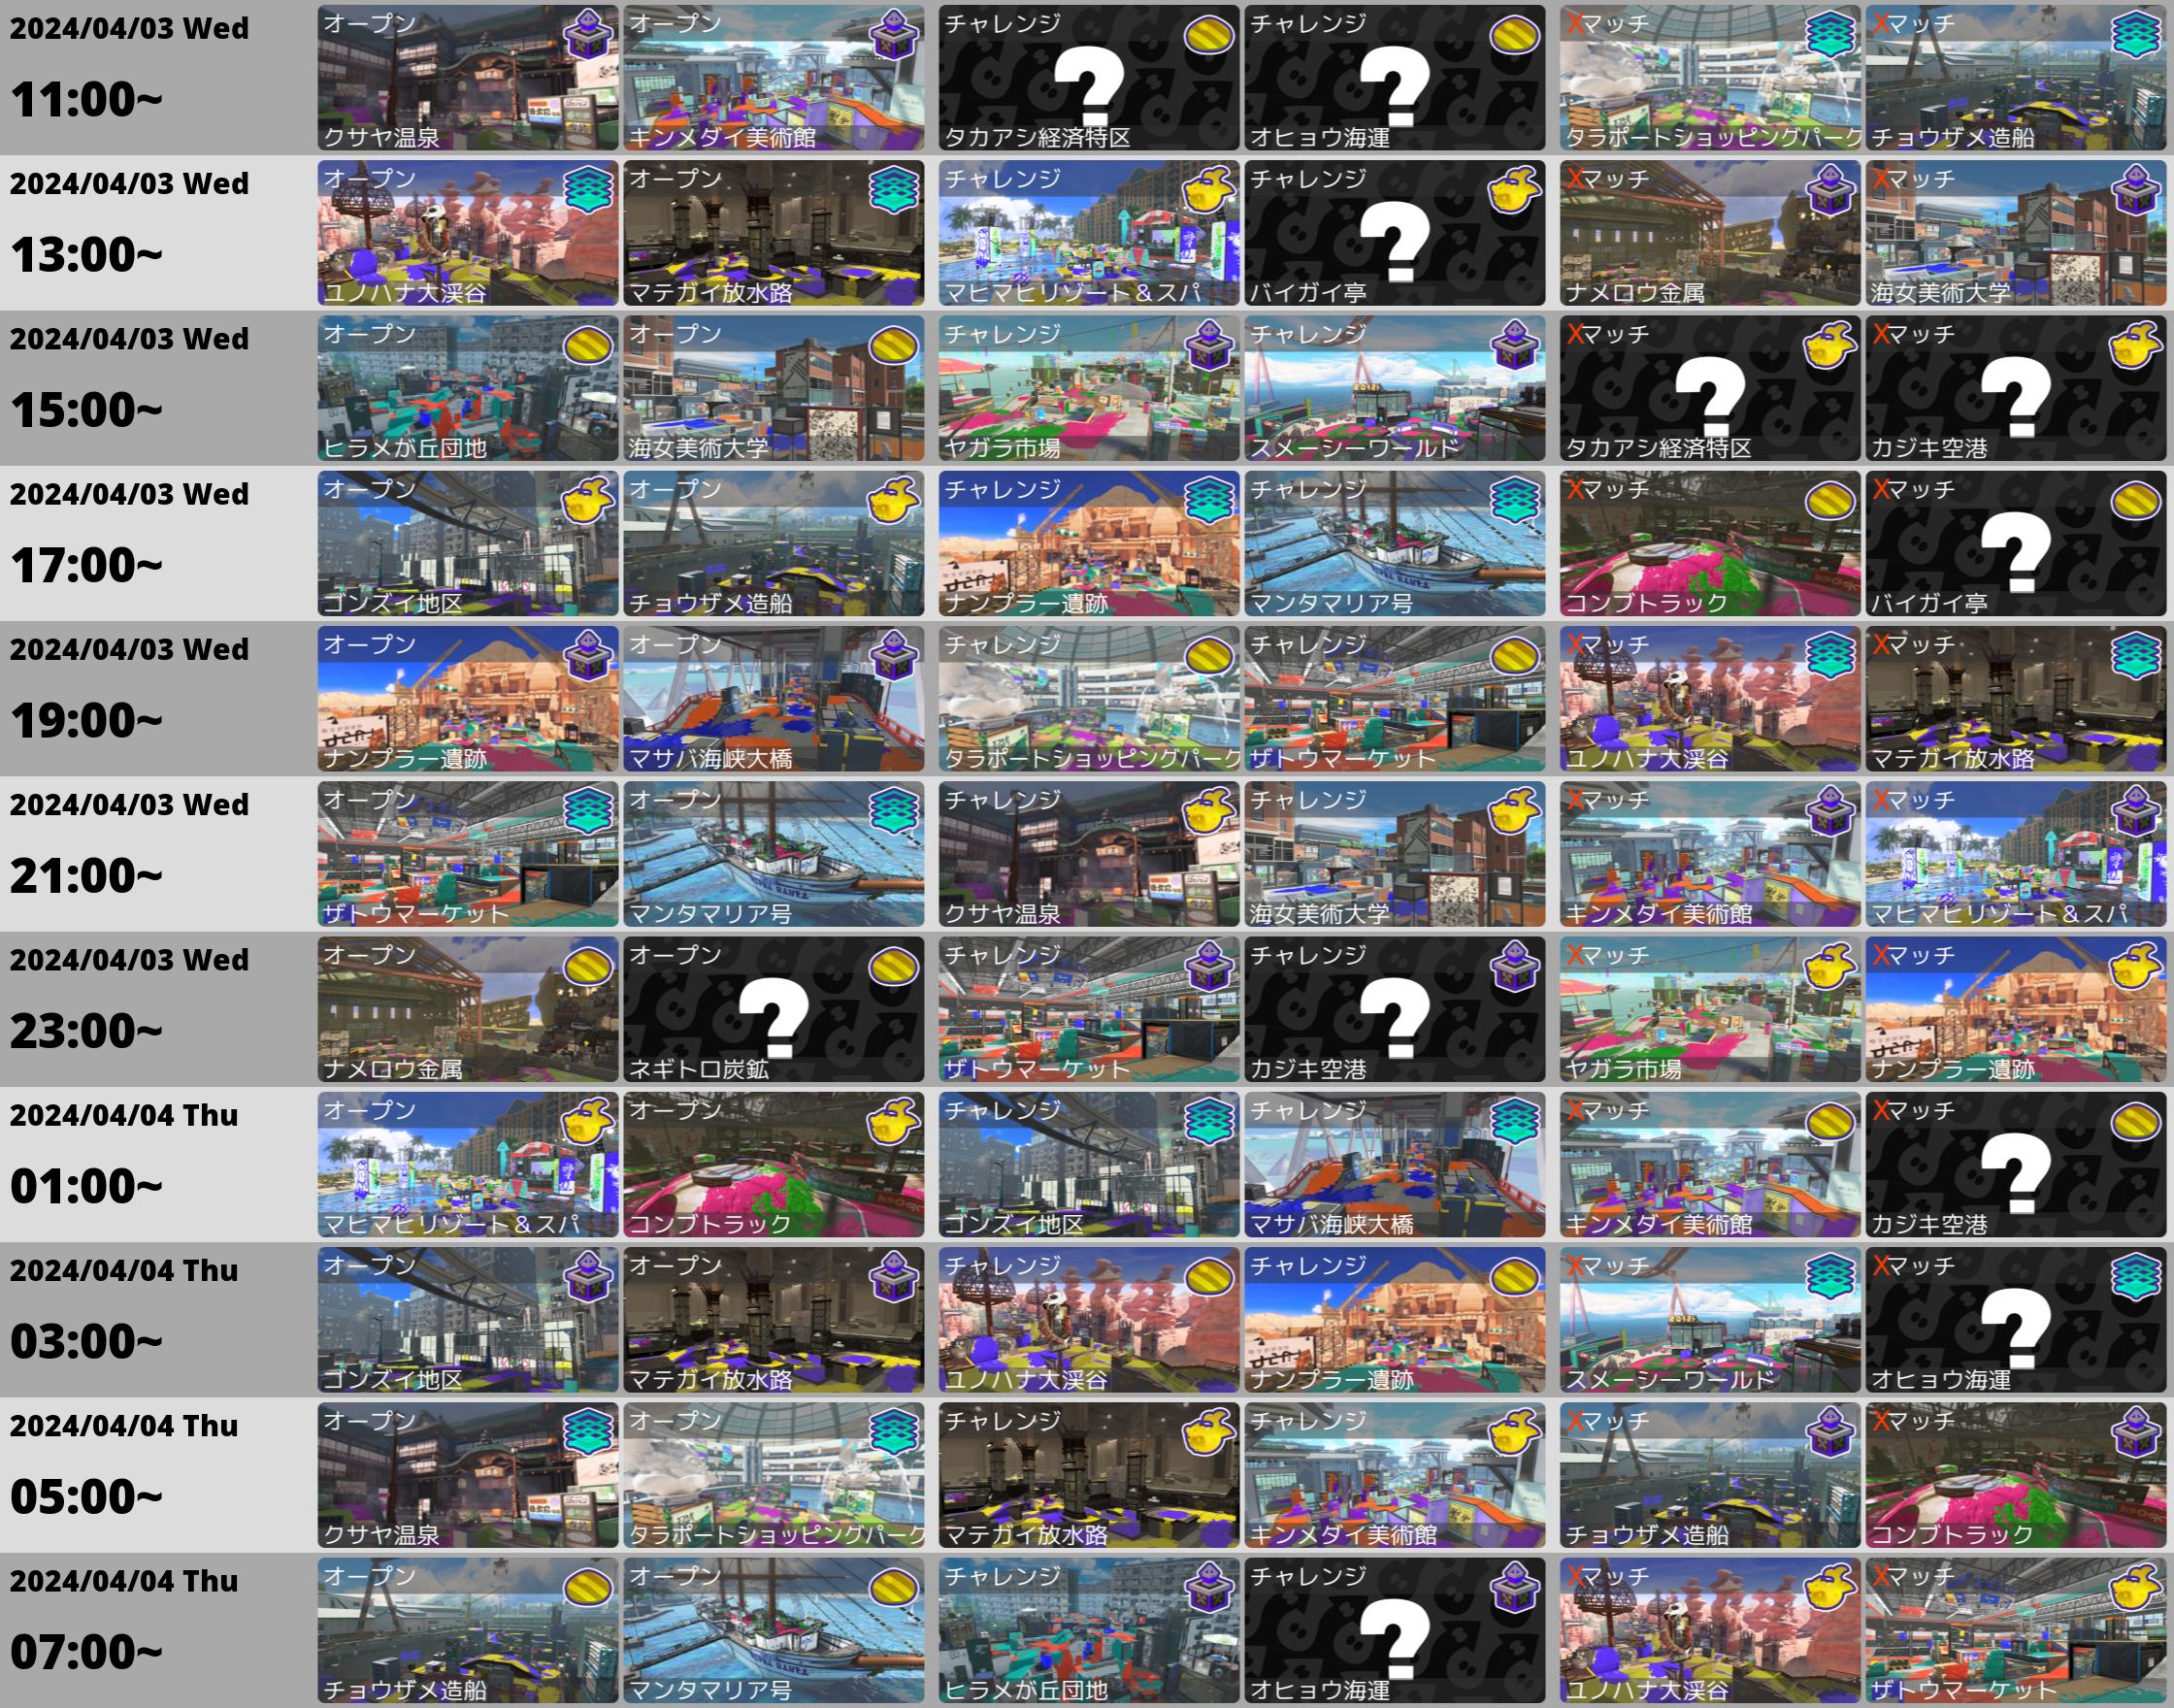 2024/04/03 Wed
11:00~
オープン オープン チャレンジ チャレンジ Xマッチ Xマッチ
クサヤ温泉 キンメダイ美術館 タカアシ経済特区 オヒョウ海運 タラポートショッピングパーク チョウザメ造船
2024/04/03 Wed
13:00~
オープン オープン チャレンジ チャレンジ Xマッチ Xマッチ
ユノハナ大渓谷 マテガイ放水路 マヒマヒリゾート＆スパ バイガイ亭 ナメロウ金属 海女美術大学
2024/04/03 Wed
15:00~
オープン オープン チャレンジ チャレンジ Xマッチ Xマッチ
ヒラメが丘団地 海女美術大学 ヤガラ市場 スメーシーワールド タカアシ経済特区 カジキ空港
2024/04/03 Wed
17:00~
オープン オープン チャレンジ チャレンジ Xマッチ Xマッチ
ゴンズイ地区 チョウザメ造船 ナンプラー遺跡 マンタマリア号 コンブトラック バイガイ亭
2024/04/03 Wed
19:00~
オープン オープン チャレンジ チャレンジ Xマッチ Xマッチ
ナンプラー遺跡 マサバ海峡大橋 タラポートショッピングパーク ザトウマーケット ユノハナ大渓谷 マテガイ放水路
2024/04/03 Wed
21:00~
オープン オープン チャレンジ チャレンジ Xマッチ Xマッチ
ザトウマーケット マンタマリア号 クサヤ温泉 海女美術大学 キンメダイ美術館 マヒマヒリゾート＆スパ
2024/04/03 Wed
23:00~
オープン オープン チャレンジ チャレンジ Xマッチ Xマッチ
ナメロウ金属 ネギトロ炭鉱 ザトウマーケット カジキ空港 ヤガラ市場 ナンプラー遺跡
2024/04/04 Thu
01:00~
オープン オープン チャレンジ チャレンジ Xマッチ Xマッチ
マヒマヒリゾート＆スパ コンブトラック ゴンズイ地区 マサバ海峡大橋 キンメダイ美術館 カジキ空港
2024/04/04 Thu
03:00~
オープン オープン チャレンジ チャレンジ Xマッチ Xマッチ
ゴンズイ地区 マテガイ放水路 ユノハナ大渓谷 ナンプラー遺跡 スメーシーワールド オヒョウ海運
2024/04/04 Thu
05:00~
オープン オープン チャレンジ チャレンジ Xマッチ Xマッチ
クサヤ温泉 タラポートショッピングパーク マテガイ放水路 キンメダイ美術館 チョウザメ造船 コンブトラック
2024/04/04 Thu
07:00~
オープン オープン チャレンジ チャレンジ Xマッチ Xマッチ
チョウザメ造船 マンタマリア号 ヒラメが丘団地 オヒョウ海運 ユノハナ大渓谷 ザトウマーケット